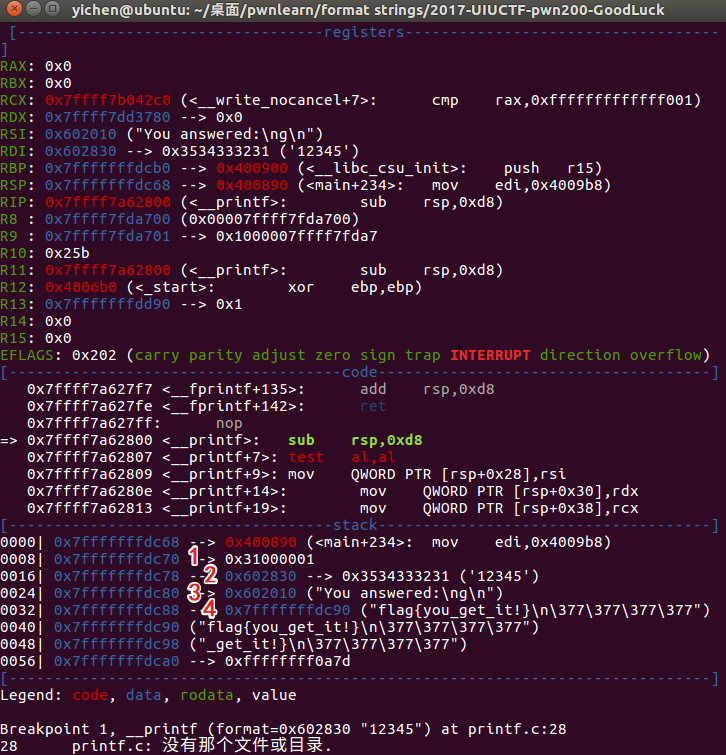 yichen@ubuntu: ~/桌面/pwnlearn/format strings/2017-UIUCTF-pwn200-GoodLuck
[----------------------------------registers-----------------------------------
]
RAX: 0x0
RBX: 0x0
RCX: 0x7ffff7b042c0 (<__write_nocancel+7>:	cmp    rax,0xfffffffffffff001)
RDX: 0x7ffff7dd3780 --> 0x0
RSI: 0x602010 ("You answered:\ng\n")
RDI: 0x602830 --> 0x3534333231 ('12345')
RBP: 0x7fffffffdcb0 --> 0x400900 (<__libc_csu_init>:	push   r15)
RSP: 0x7fffffffdc68 --> 0x400890 (<main+234>:	mov    edi,0x4009b8)
RIP: 0x7ffff7a62800 (<__printf>:	sub    rsp,0xd8)
R8 : 0x7ffff7fda700 (0x00007ffff7fda700)
R9 : 0x7ffff7fda701 --> 0x1000007ffff7fda7
R10: 0x25b
R11: 0x7ffff7a62800 (<__printf>:	sub    rsp,0xd8)
R12: 0x4006b0 (<_start>:	xor    ebp,ebp)
R13: 0x7fffffffdd90 --> 0x1
R14: 0x0
R15: 0x0
EFLAGS: 0x202 (carry parity adjust zero sign trap INTERRUPT direction overflow)
[-------------------------------------code-------------------------------------]
0x7ffff7a627f7 <__fprintf+135>:	add    rsp,0xd8
0x7ffff7a627fe <__fprintf+142>:	ret
0x7ffff7a627ff:	nop
=> 0x7ffff7a62800 <__printf>:	sub    rsp,0xd8
0x7ffff7a62807 <__printf+7>:	test   al,al
0x7ffff7a62809 <__printf+9>:	mov    QWORD PTR [rsp+0x28],rsi
0x7ffff7a6280e <__printf+14>:	mov    QWORD PTR [rsp+0x30],rdx
0x7ffff7a62813 <__printf+19>:	mov    QWORD PTR [rsp+0x38],rcx
[------------------------------------stack-------------------------------------]
0000| 0x7fffffffdc68 --> 0x400890 (<main+234>:	mov    edi,0x4009b8)
0008| 0x7fffffffdc70 1 --> 0x31000001
0016| 0x7fffffffdc78 --2 0x602830 --> 0x3534333231 ('12345')
0024| 0x7fffffffdc80 3 --> 0x602010 ("You answered:\ng\n")
0032| 0x7fffffffdc88 --4 0x7fffffffdc90 ("flag{you_get_it!}\n\377\377\377\377")
0040| 0x7fffffffdc90 ("flag{you_get_it!}\n\377\377\377\377")
0048| 0x7fffffffdc98 ("_get_it!}\n\377\377\377\377")
0056| 0x7fffffffdca0 --> 0xffffffff0a7d
[------------------------------------------------------------------------------]
Legend: code, data, rodata, value
Breakpoint 1, __printf (format=0x602830 "12345") at printf.c:28
28	printf.c: 没有那个文件或目录.